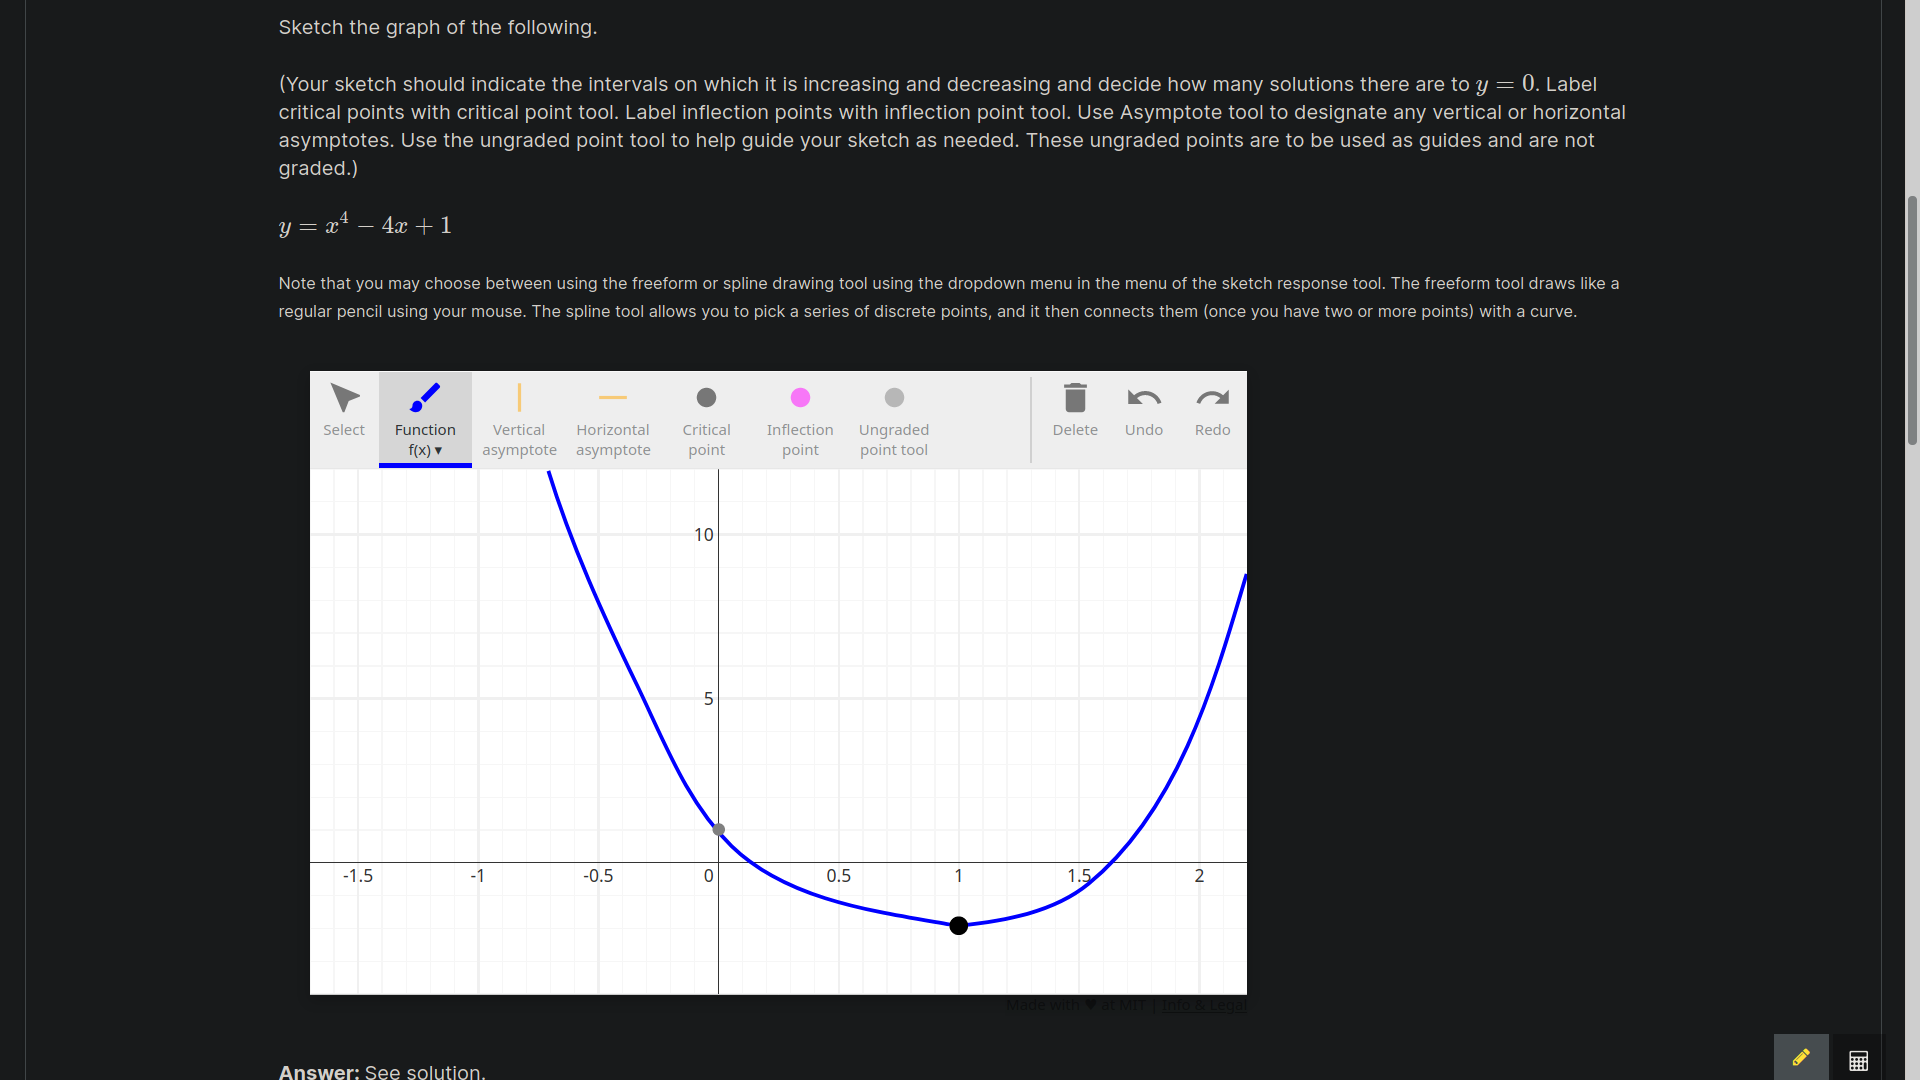 Sketch the graph of the following.
(Your sketch should indicate the intervals on which it is increasing and decreasing and decide how many solutions there are to y = 0. Label
critical points with critical point tool. Label inflection points with inflection point tool. Use Asymptote tool to designate any vertical or horizontal
asymptotes. Use the ungraded point tool to help guide your sketch as needed. These ungraded points are to be used as guides and are not
graded.)
y = x⁴ − 4x + 1
Note that you may choose between using the freeform or spline drawing tool using the dropdown menu in the menu of the sketch response tool. The freeform tool draws like a
regular pencil using your mouse. The spline tool allows you to pick a series of discrete points, and it then connects them (once you have two or more points) with a curve.
Select
Function
f(x) ▾
Vertical
asymptote
Horizontal
asymptote
Critical
point
Inflection
point
Ungraded
point tool
Delete
Undo
Redo
10
5
-1.5 -1 -0.5 0 0.5 1 1.5 2
Made with ♥ at MIT | Info & Legal
Answer: See solution.